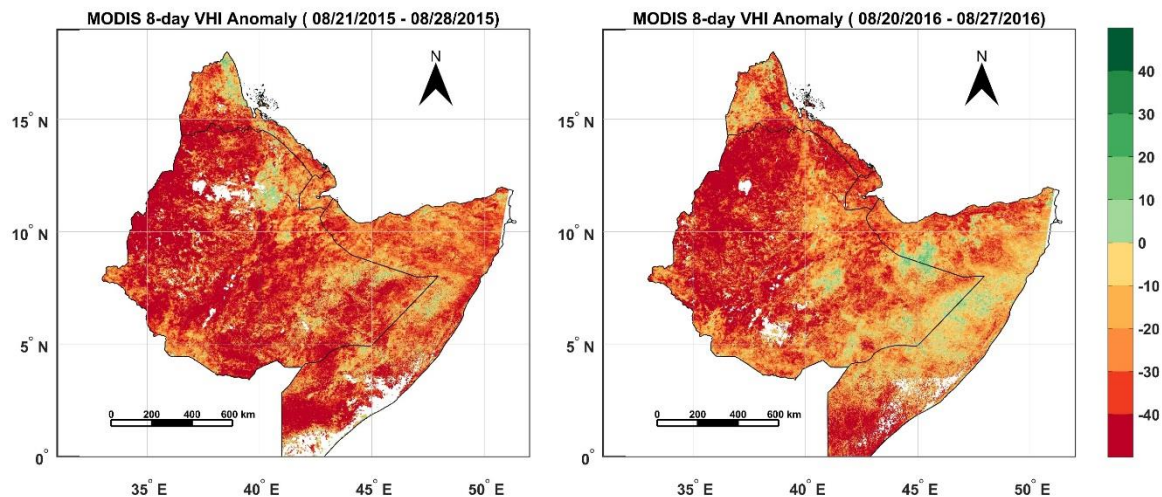 MODIS 8-day VHI Anomaly ( 08/21/2015 - 08/28/2015)
N
15° N
10° N
5° N
0°
0 200 400 600 km
35° E 40° E 45° E 50° E
MODIS 8-day VHI Anomaly ( 08/20/2016 - 08/27/2016)
N
15° N
10° N
5° N
0°
0 200 400 600 km
35° E 40° E 45° E 50° E
40
30
20
10
0
-10
-20
-30
-40